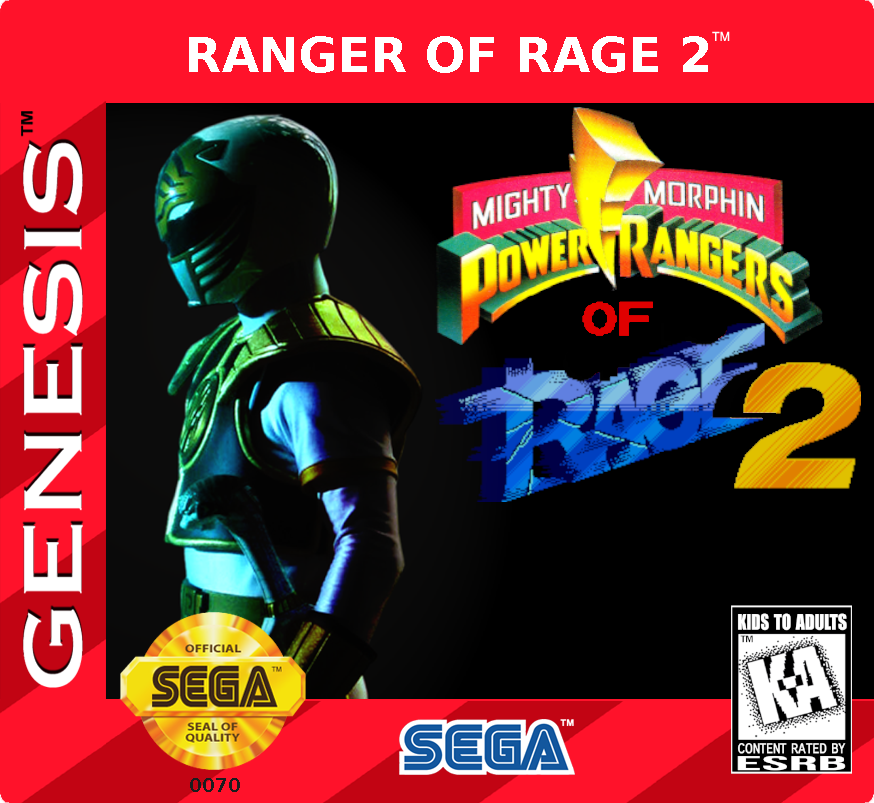 RANGER OF RAGE 2™
GENESIS™
MIGHTY MORPHIN
POWER RANGERS
OF
RAGE 2
OFFICIAL
SEGA™
SEAL OF
QUALITY
0070
SEGA™
KIDS TO ADULTS
™
K-A
CONTENT RATED BY
ESRB